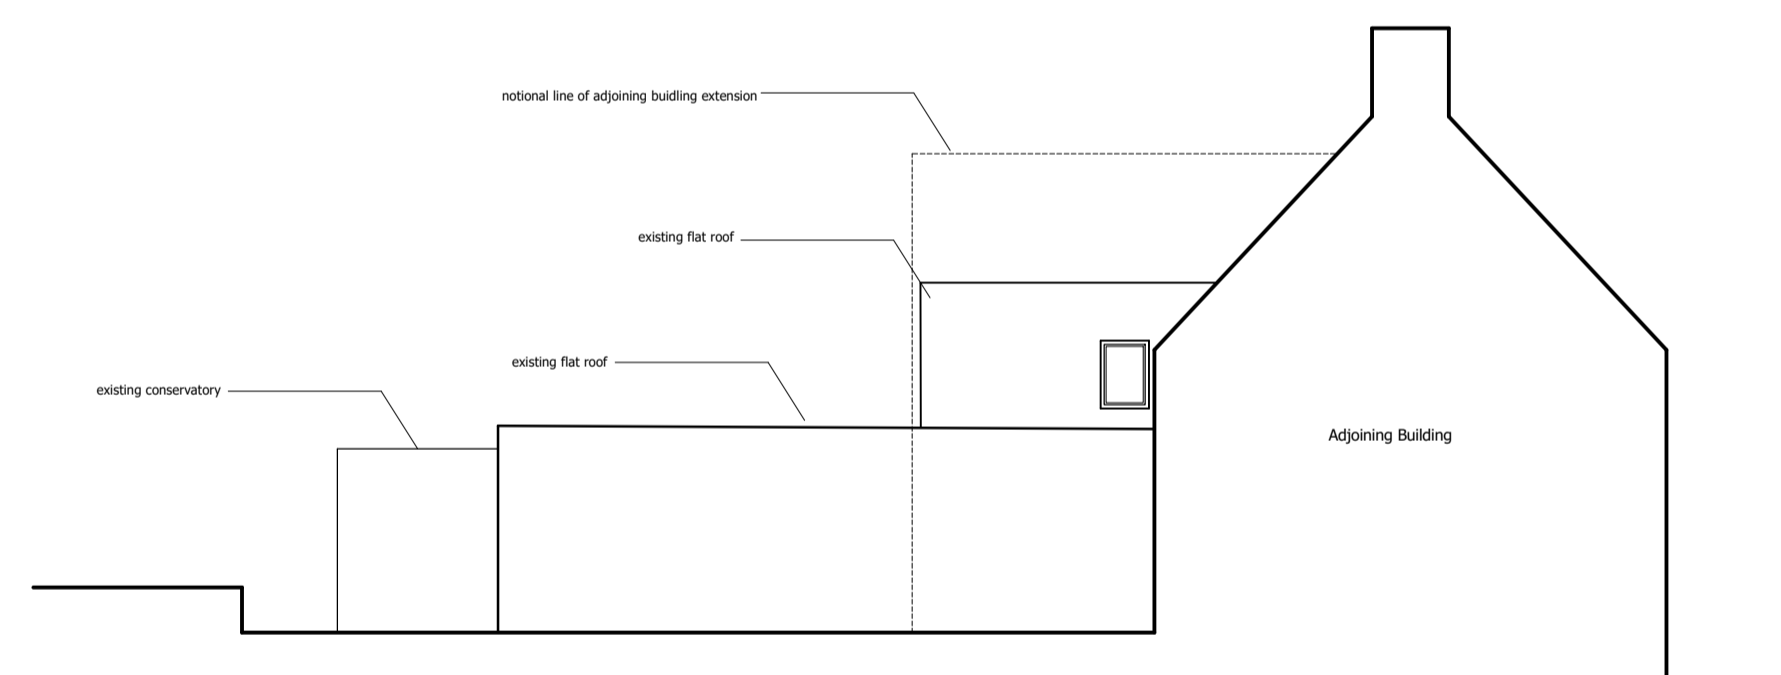 notional line of adjoining buidling extension
existing flat roof
existing flat roof
existing conservatory
Adjoining Building